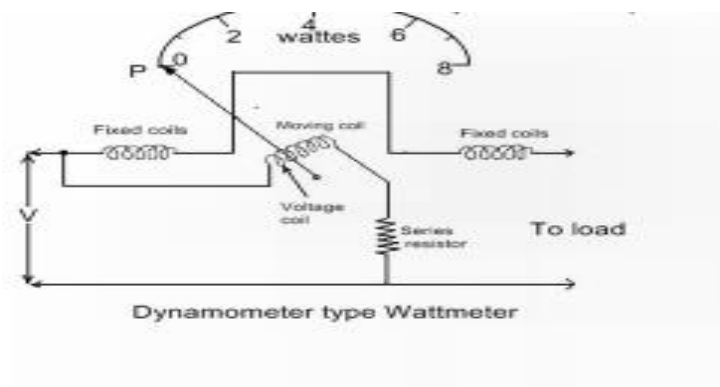 4
2
6
wattes
P
0
8
Fixed coils
Moving coil
Fixed coils
V
Voltage
coil
Series
resistor
To load
Dynamometer type Wattmeter